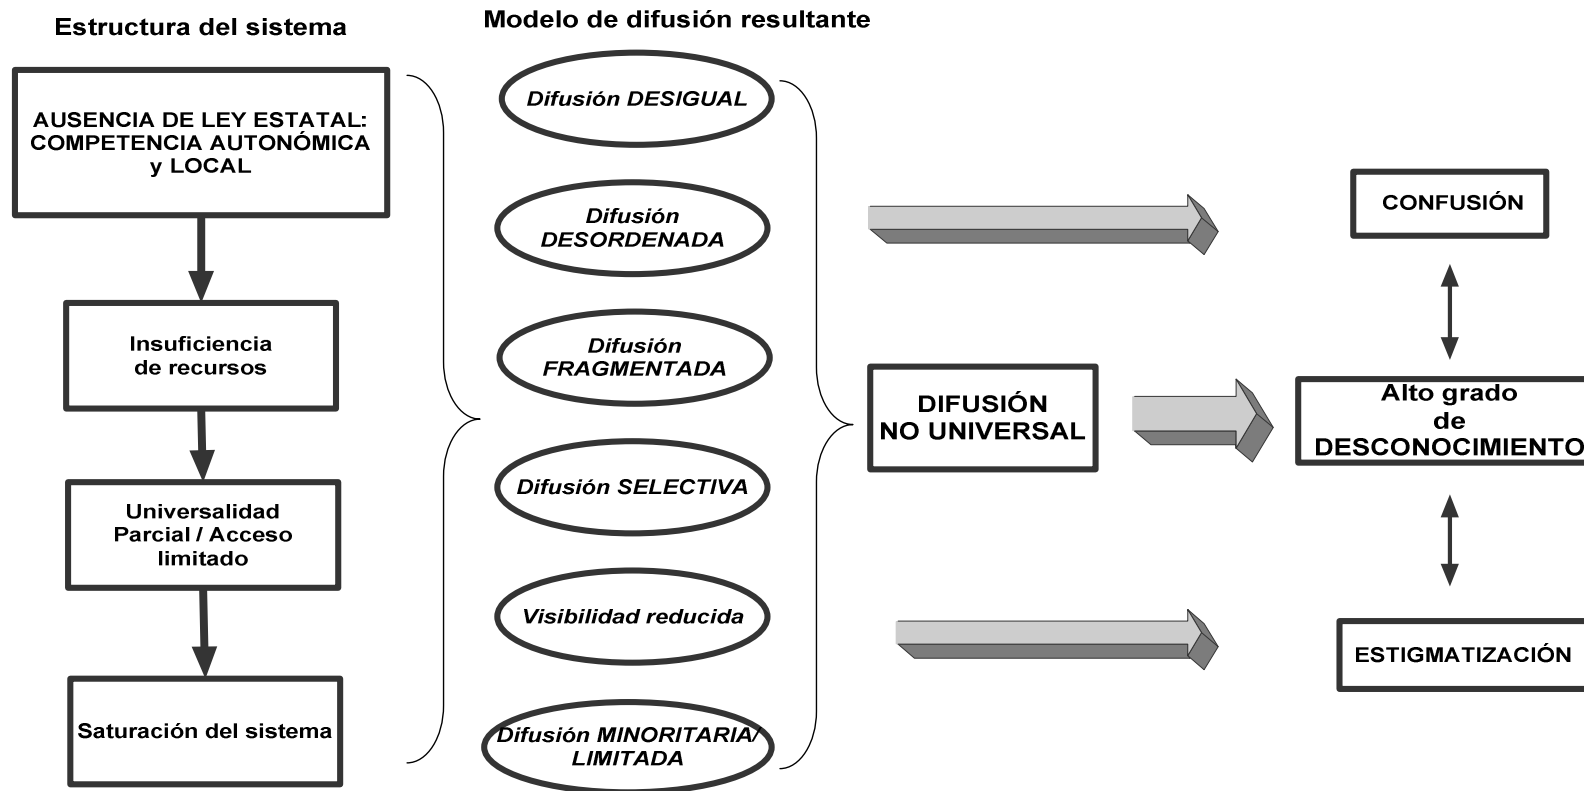 Estructura del sistema
AUSENCIA DE LEY ESTATAL:
COMPETENCIA AUTONÓMICA
y LOCAL
Insuficiencia
de recursos
Universalidad
Parcial / Acceso
limitado
Saturación del sistema
Modelo de difusión resultante
Difusión DESIGUAL
Difusión
DESORDENADA
Difusión
FRAGMENTADA
Difusión SELECTIVA
Visibilidad reducida
Difusión MINORITARIA/
LIMITADA
DIFUSIÓN
NO UNIVERSAL
CONFUSIÓN
Alto grado
de
DESCONOCIMIENTO
ESTIGMATIZACIÓN